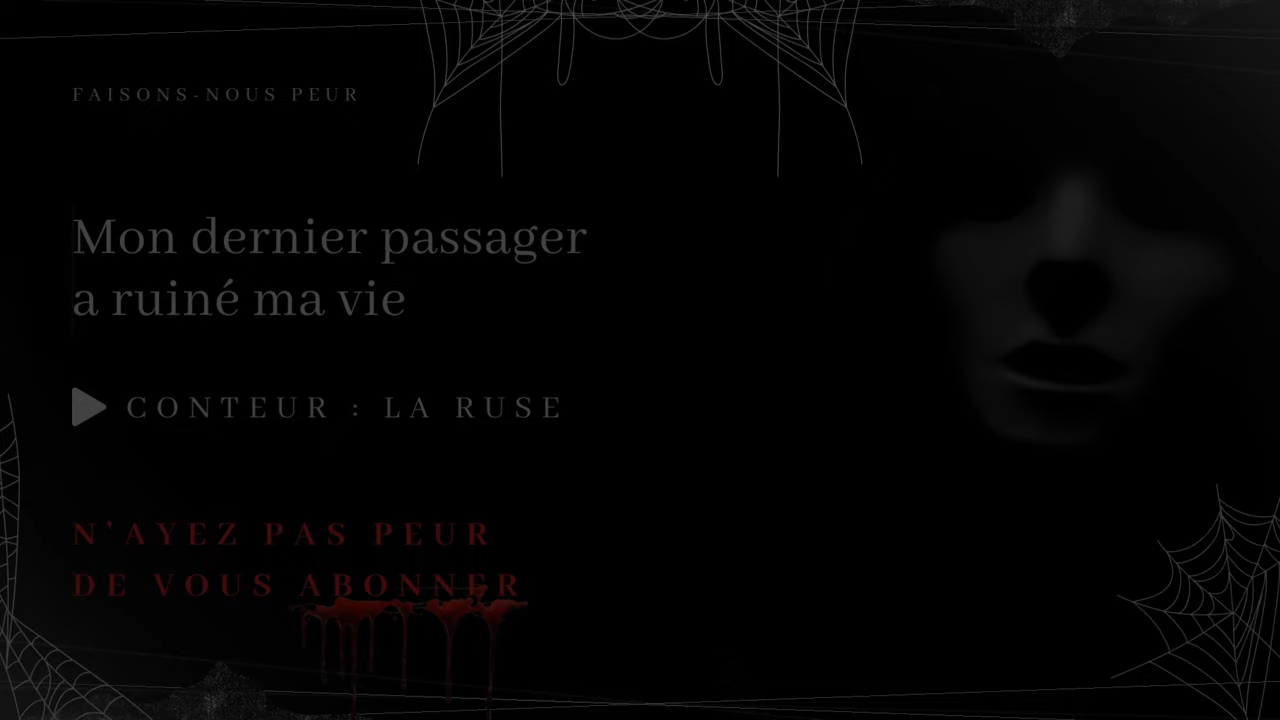 FAISONS-NOUS PEUR
Mon dernier passager
a ruiné ma vie
CONTEUR : LA RUSE
N'AYEZ PAS PEUR
DE VOUS ABONNER